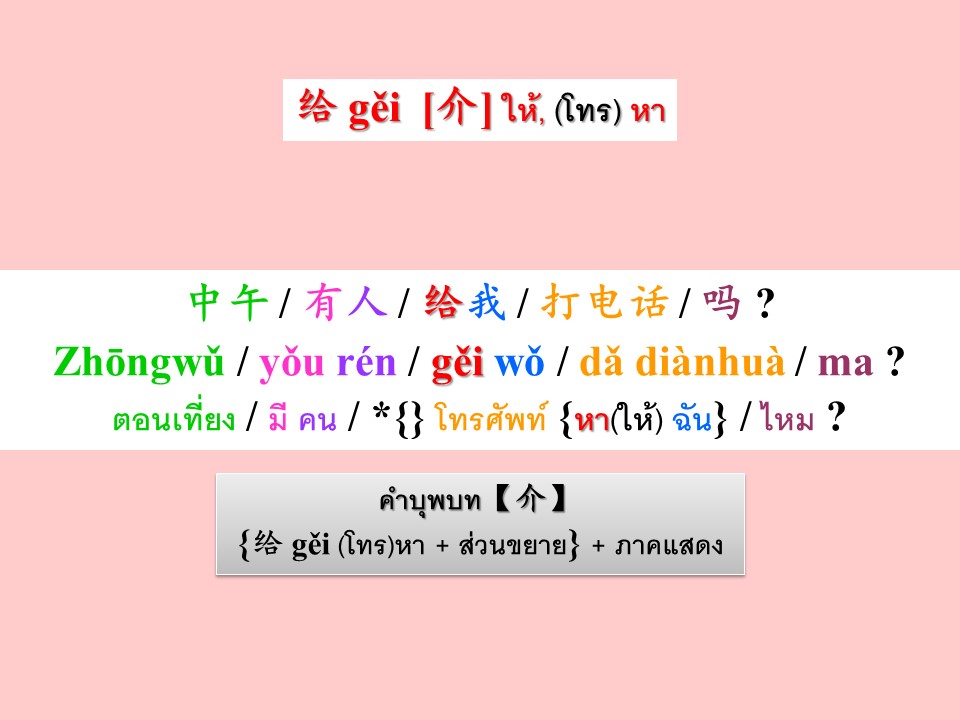 给 gěi [介] ให้, (โทร) หา
中午 / 有人 / 给我 / 打电话 / 吗 ?
Zhōngwǔ / yǒu rén / gěi wǒ / dǎ diànhuà / ma ?
ตอนเที่ยง / มี คน / *{} โทรศัพท์ {หา(ให้) ฉัน} / ไหม ?
คำบุพบท【介】
{给 gěi (โทร)หา + ส่วนขยาย} + ภาคแสดง